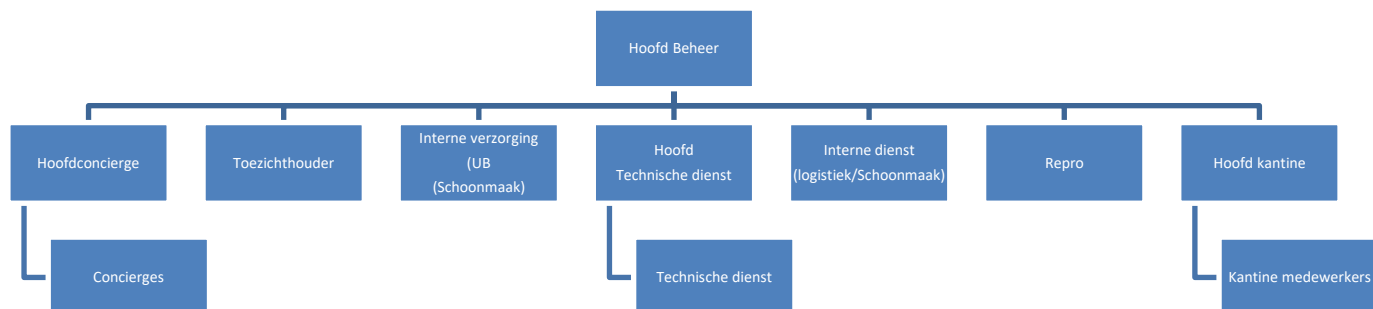 Hoofd Beheer
Hoofdconcierge
Toezichthouder
Interne verzorging
(UB
(Schoonmaak)
Hoofd
Technische dienst
Interne dienst
(logistiek/Schoonmaak)
Repro
Hoofd kantine
Concierges
Technische dienst
Kantine medewerkers